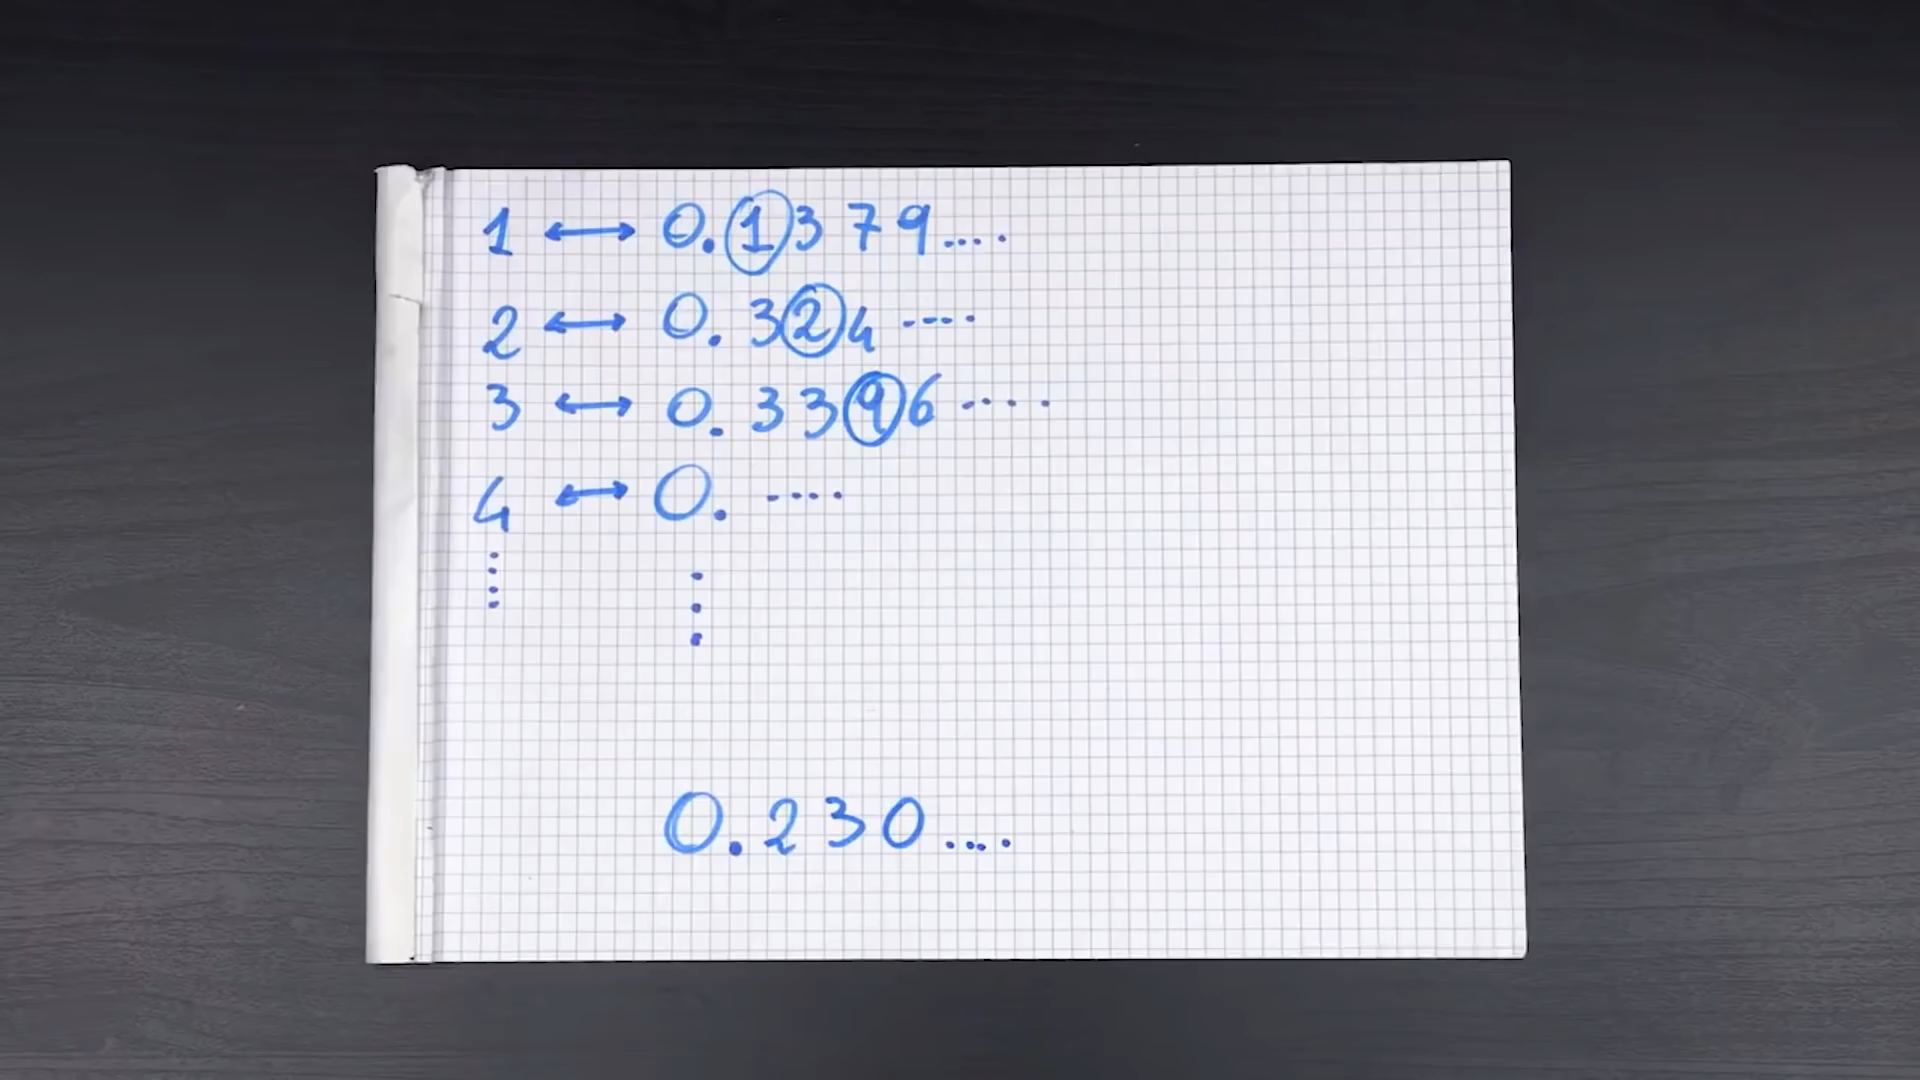 1 ↔ 0.1379....
2 ↔ 0.324....
3 ↔ 0.3396....
4 ↔ 0. ....
0.230....